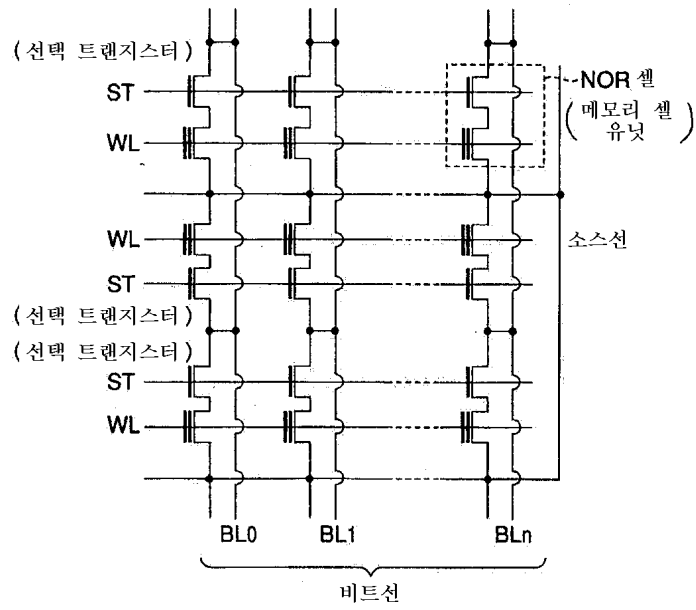 (선택 트랜지스터)
ST
NOR 셀
(메모리 셀
유닛)
WL
WL
소스선
ST
(선택 트랜지스터)
(선택 트랜지스터)
ST
WL
BL0 BL1 BLn
비트선